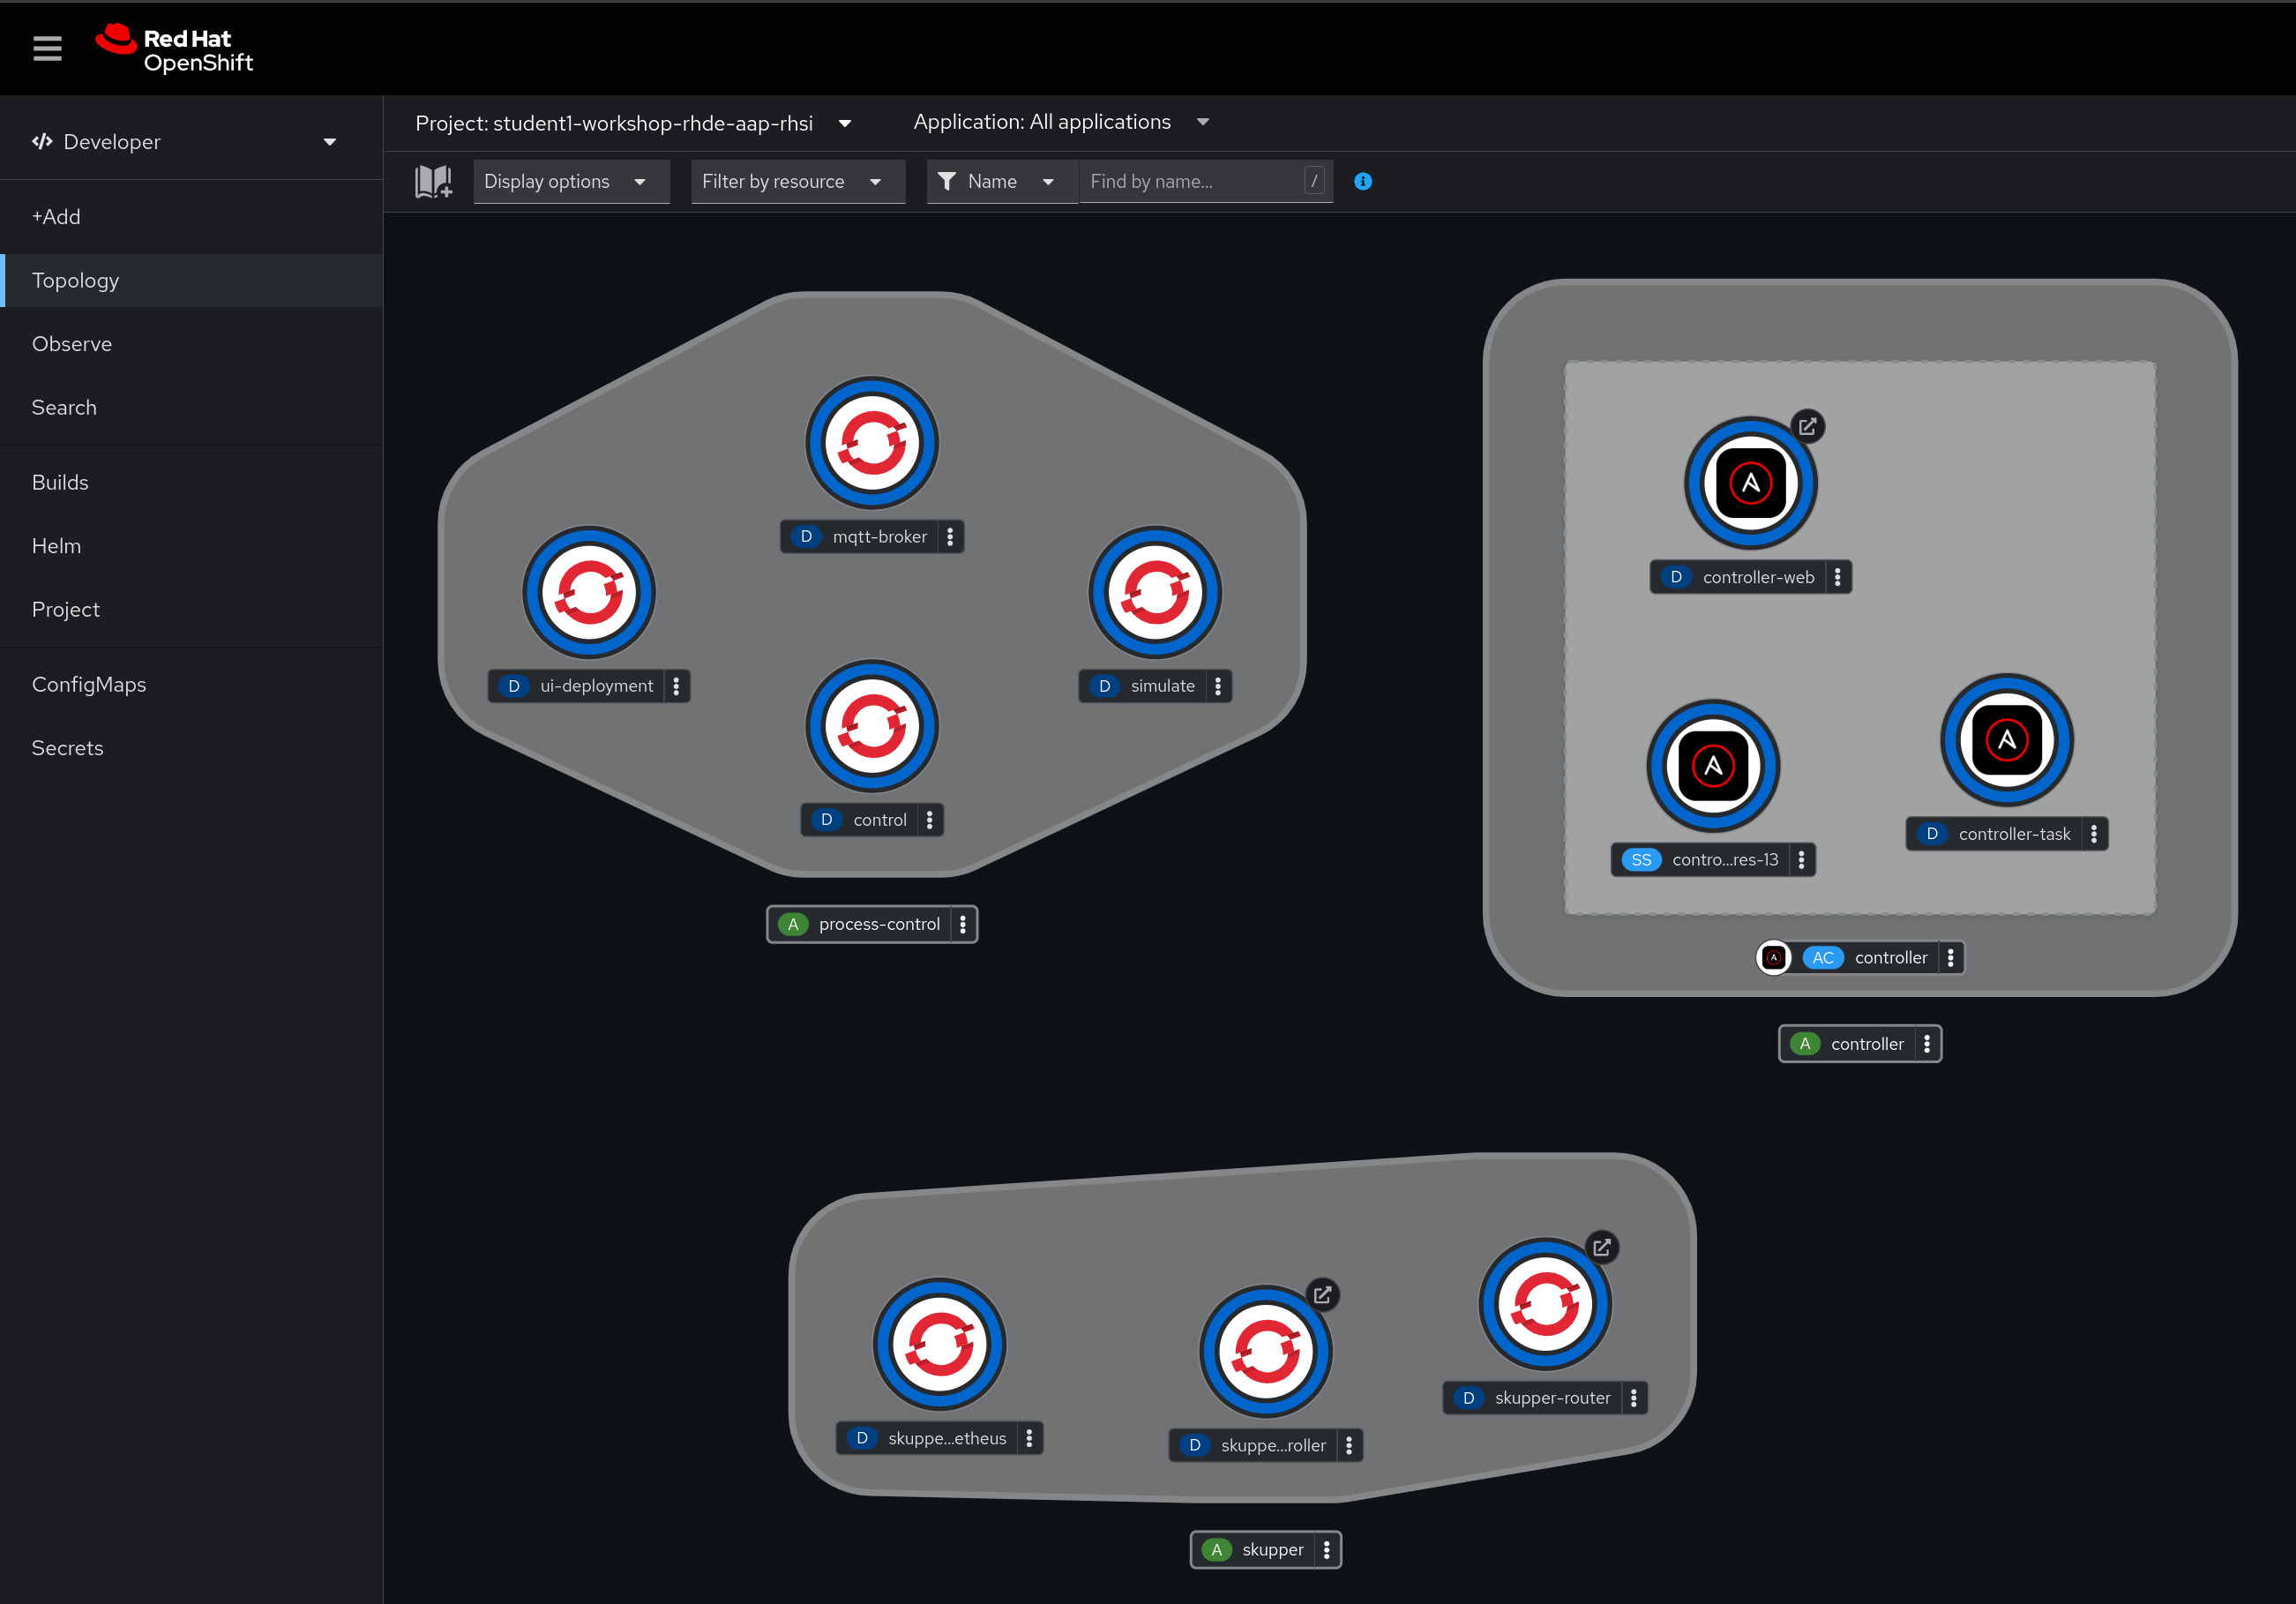 Red Hat
OpenShift
Developer
+Add
Topology
Observe
Search
Builds
Helm
Project
ConfigMaps
Secrets
Project: student1-workshop-rhde-aap-rhsi
Application: All applications
Display options
Filter by resource
Name
Find by name...
/
D mqtt-broker
D ui-deployment
D simulate
D control
A process-control
D controller-web
D controller-task
SS contro...res-13
AC controller
A controller
D skuppe...etheus
D skuppe...roller
D skupper-router
A skupper